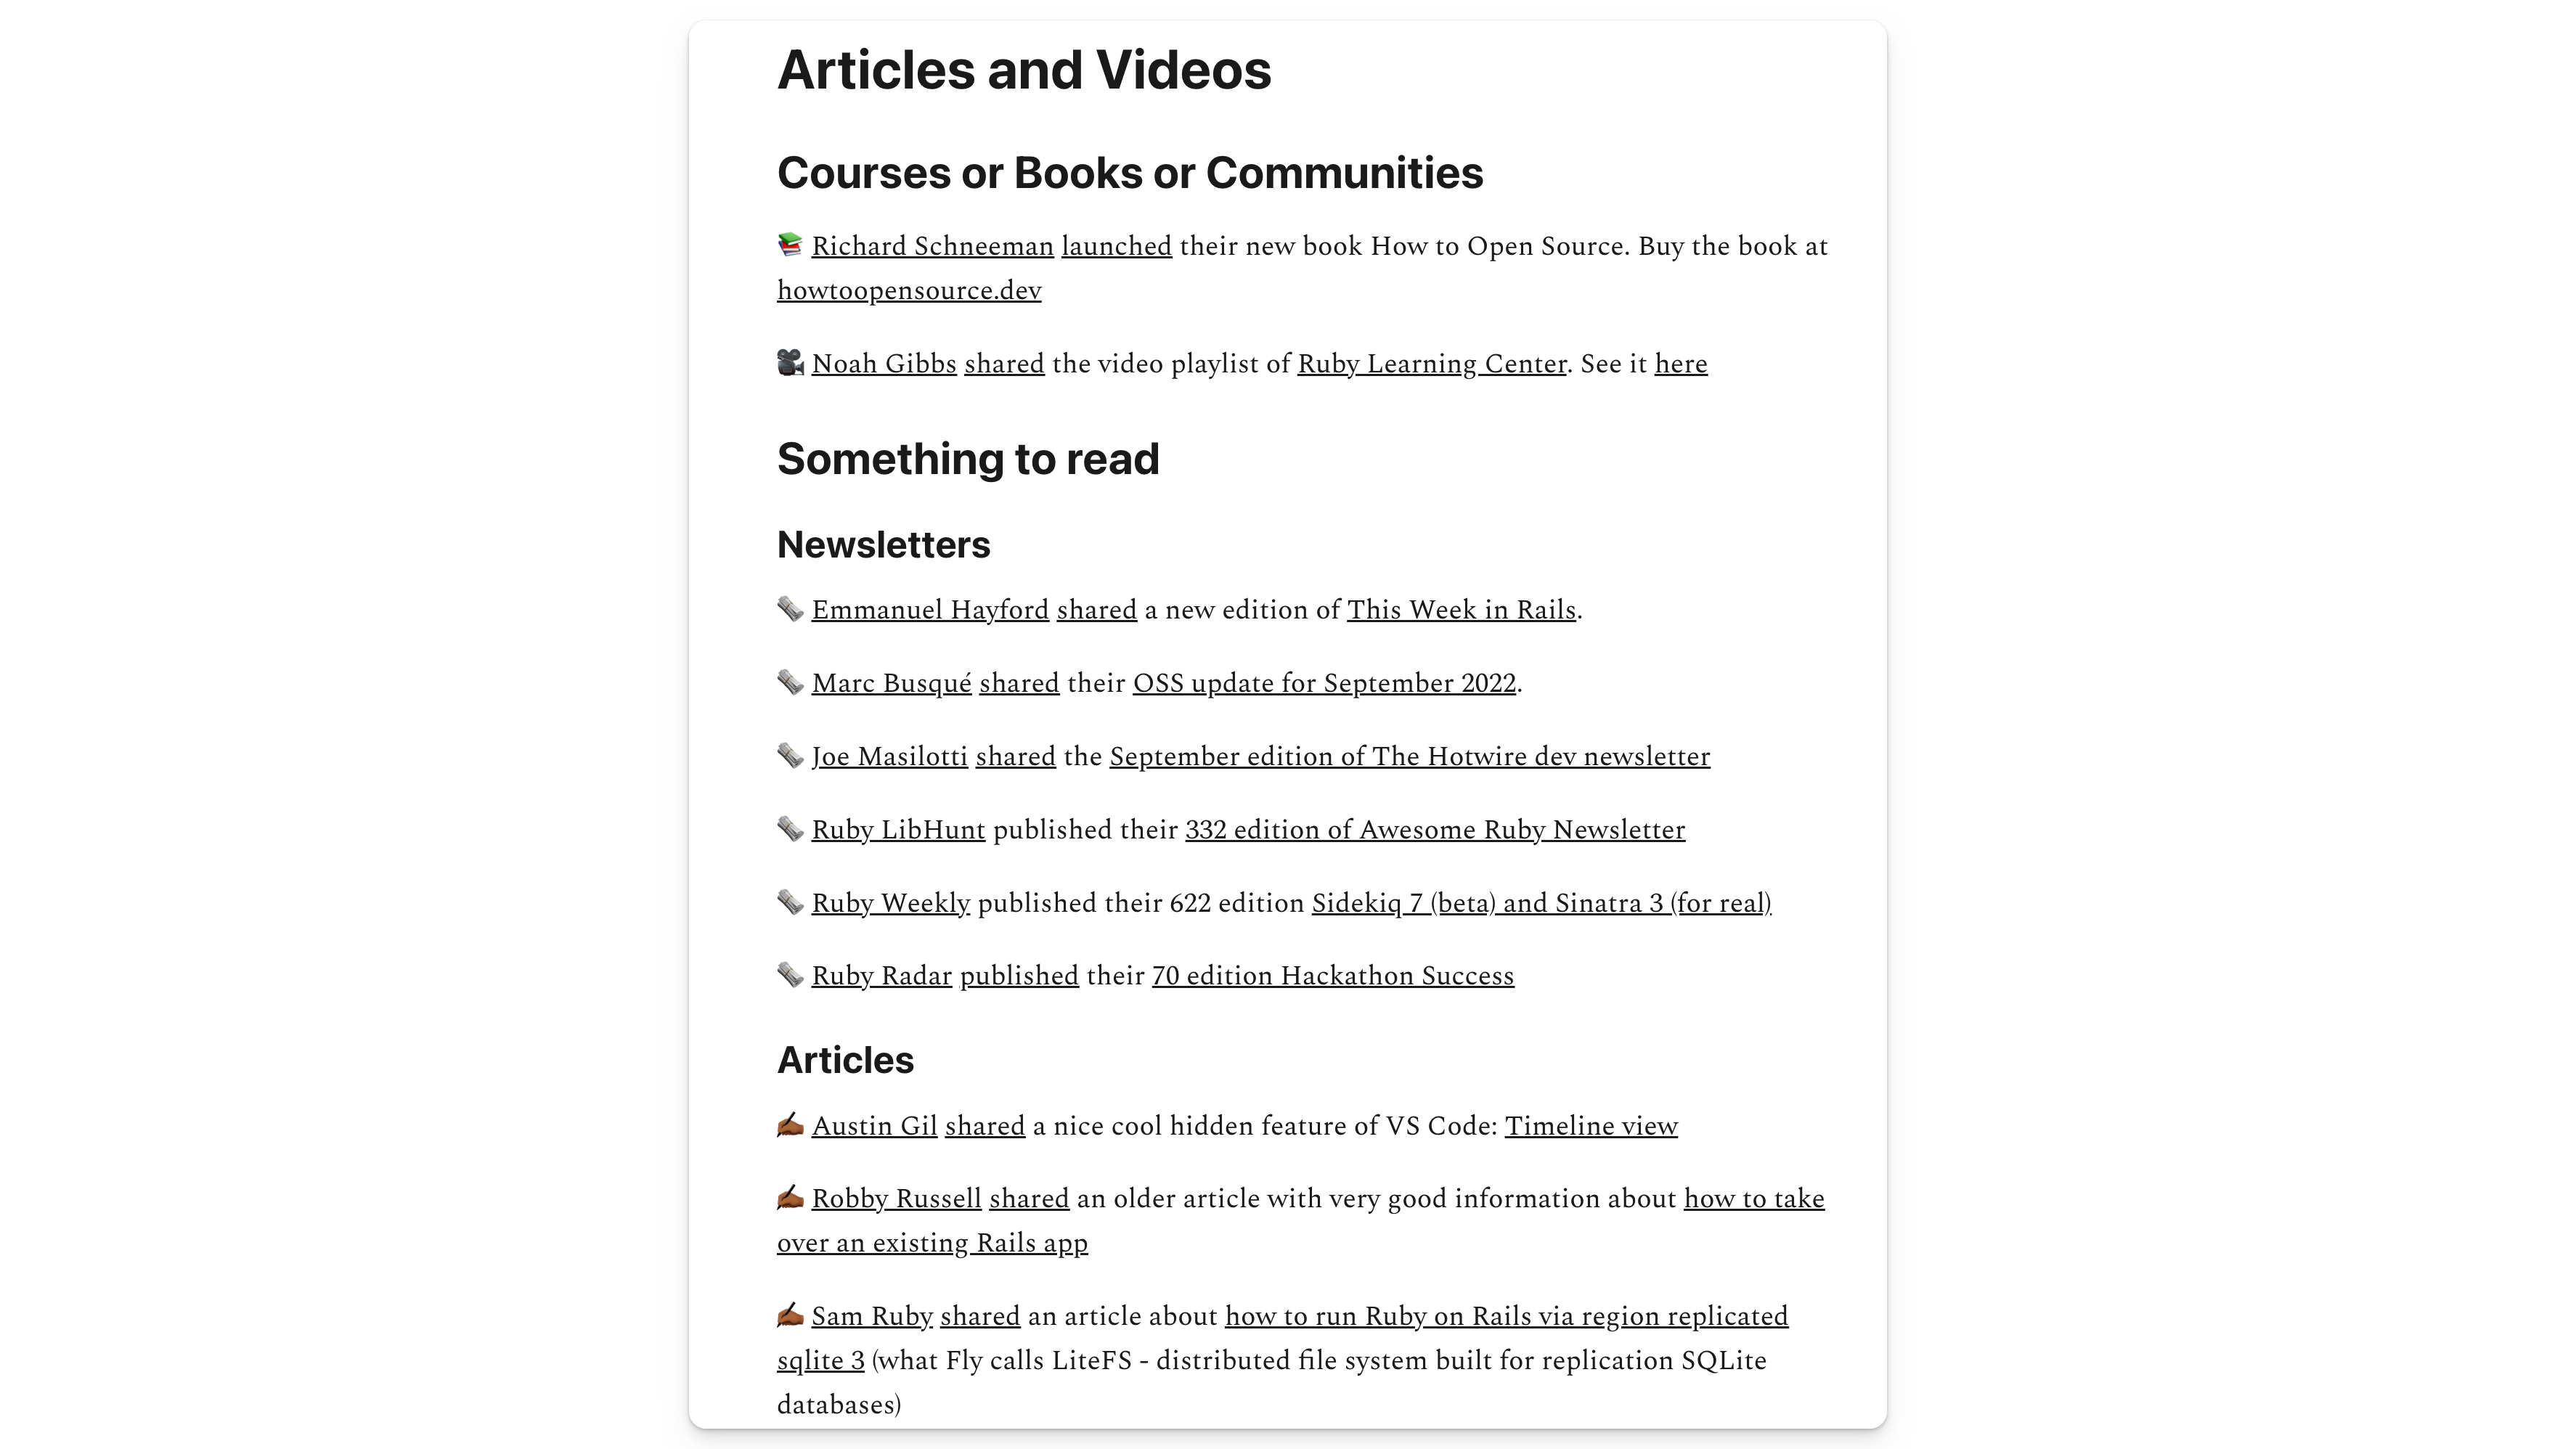 Articles and Videos
Courses or Books or Communities
📚 Richard Schneeman launched their new book How to Open Source. Buy the book at
howtoopensource.dev
🎥 Noah Gibbs shared the video playlist of Ruby Learning Center. See it here
Something to read
Newsletters
🗞 Emmanuel Hayford shared a new edition of This Week in Rails.
🗞 Marc Busqué shared their OSS update for September 2022.
🗞 Joe Masilotti shared the September edition of The Hotwire dev newsletter
🗞 Ruby LibHunt published their 332 edition of Awesome Ruby Newsletter
🗞 Ruby Weekly published their 622 edition Sidekiq 7 (beta) and Sinatra 3 (for real)
🗞 Ruby Radar published their 70 edition Hackathon Success
Articles
✍🏾 Austin Gil shared a nice cool hidden feature of VS Code: Timeline view
✍🏾 Robby Russell shared an older article with very good information about how to take
over an existing Rails app
✍🏾 Sam Ruby shared an article about how to run Ruby on Rails via region replicated
sqlite 3 (what Fly calls LiteFS - distributed file system built for replication SQLite
databases)